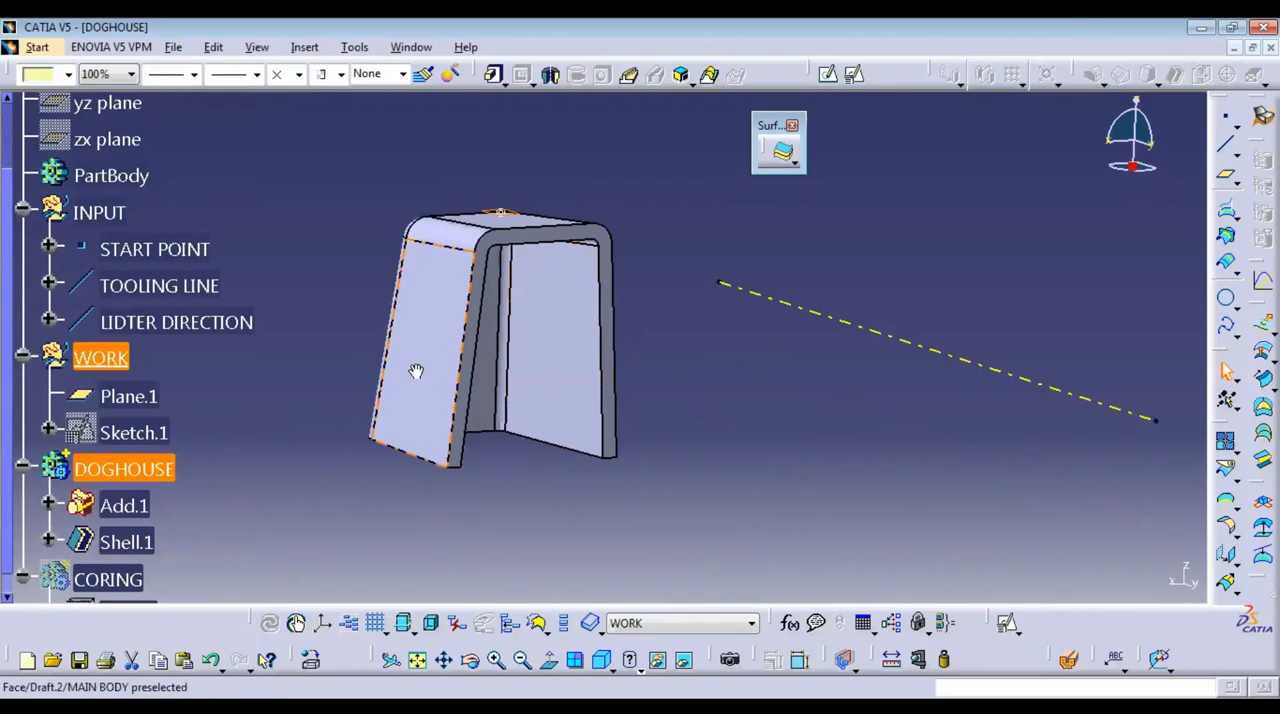 CATIA V5 - [DOGHOUSE]
Start ENOVIA V5 VPM File Edit View Insert Tools Window Help
100% None
Surf...
yz plane
zx plane
PartBody
INPUT
START POINT
TOOLING LINE
LIDTER DIRECTION
WORK
Plane.1
Sketch.1
DOGHOUSE
Add.1
Shell.1
CORING
z
x y
WORK
f(x)
ABC
CATIA
Face/Draft.2/MAIN BODY preselected